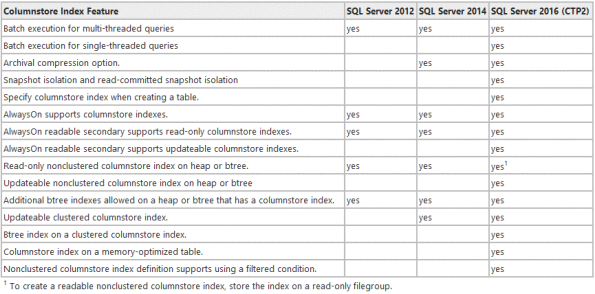 Columnstore Index Feature SQL Server 2012 SQL Server 2014 SQL Server 2016 (CTP2)
Batch execution for multi-threaded queries yes yes yes
Batch execution for single-threaded queries yes
Archival compression option. yes yes
Snapshot isolation and read-committed snapshot isolation yes
Specify columnstore index when creating a table. yes
AlwaysOn supports columnstore indexes. yes yes yes
AlwaysOn readable secondary supports read-only columnstore indexes. yes yes yes
AlwaysOn readable secondary supports updateable columnstore indexes. yes
Read-only nonclustered columnstore index on heap or btree. yes yes yes1
Updateable nonclustered columnstore index on heap or btree yes
Additional btree indexes allowed on a heap or btree that has a columnstore index. yes yes yes
Updateable clustered columnstore index. yes yes
Btree index on a clustered columnstore index. yes
Columnstore index on a memory-optimized table. yes
Nonclustered columnstore index definition supports using a filtered condition. yes
1 To create a readable nonclustered columnstore index, store the index on a read-only filegroup.